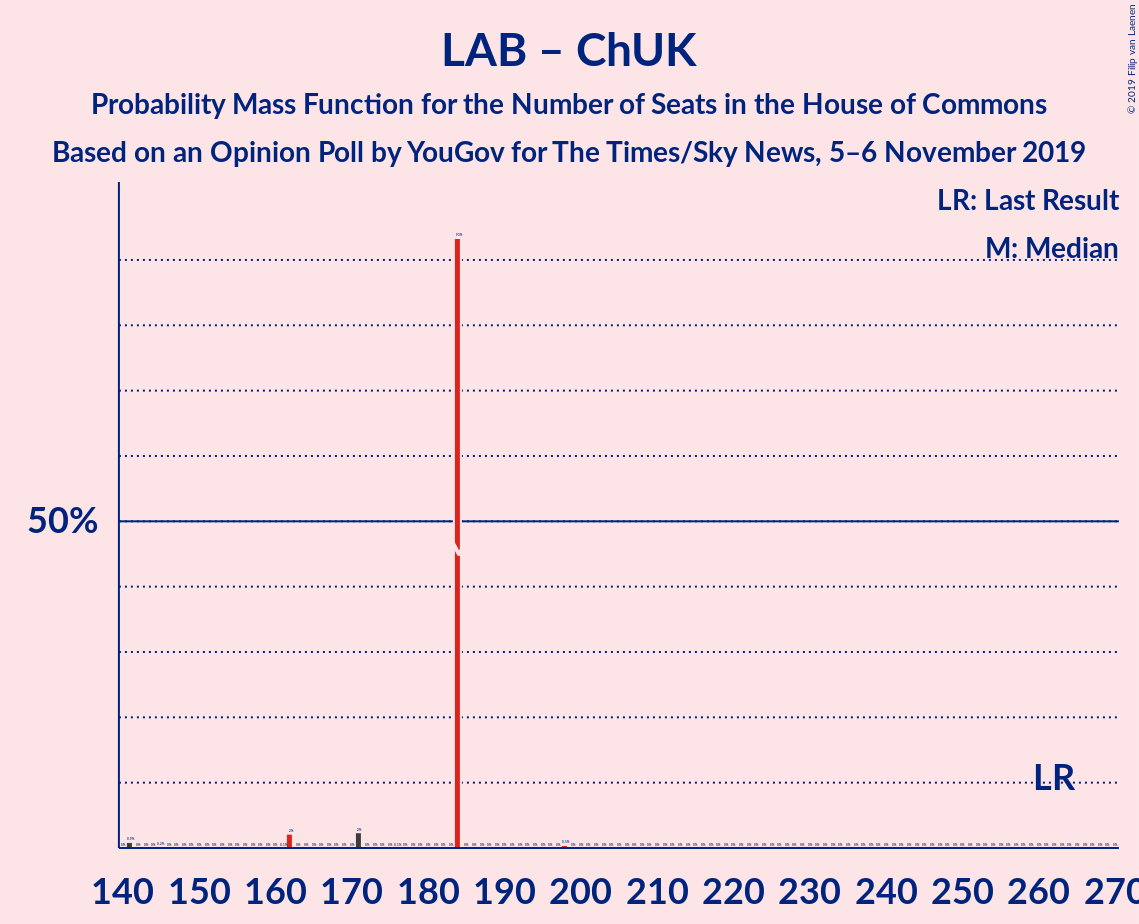 LAB – ChUK
Probability Mass Function for the Number of Seats in the House of Commons
Based on an Opinion Poll by YouGov for The Times/Sky News, 5–6 November 2019
© 2019 Filip van Laenen
LR: Last Result
M: Median
50%
LR
140 150 160 170 180 190 200 210 220 230 240 250 260 270